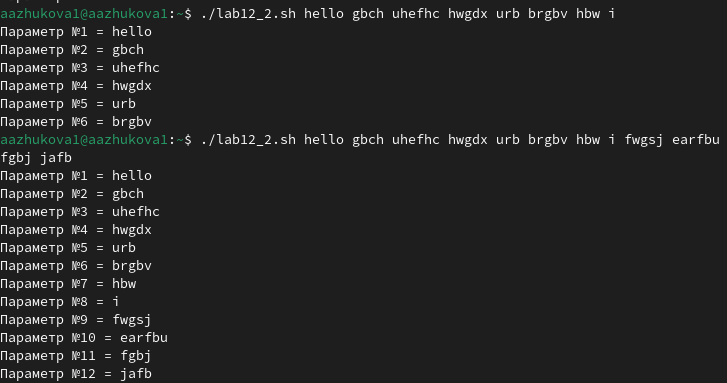 aazhukova1@aazhukova1:~$ ./lab12_2.sh hello gbch uhefhc hwgdx urb brgbv hbw i
Параметр №1 = hello
Параметр №2 = gbch
Параметр №3 = uhefhc
Параметр №4 = hwgdx
Параметр №5 = urb
Параметр №6 = brgbv
aazhukova1@aazhukova1:~$ ./lab12_2.sh hello gbch uhefhc hwgdx urb brgbv hbw i fwgsj earfbu
fgbj jafb
Параметр №1 = hello
Параметр №2 = gbch
Параметр №3 = uhefhc
Параметр №4 = hwgdx
Параметр №5 = urb
Параметр №6 = brgbv
Параметр №7 = hbw
Параметр №8 = i
Параметр №9 = fwgsj
Параметр №10 = earfbu
Параметр №11 = fgbj
Параметр №12 = jafb